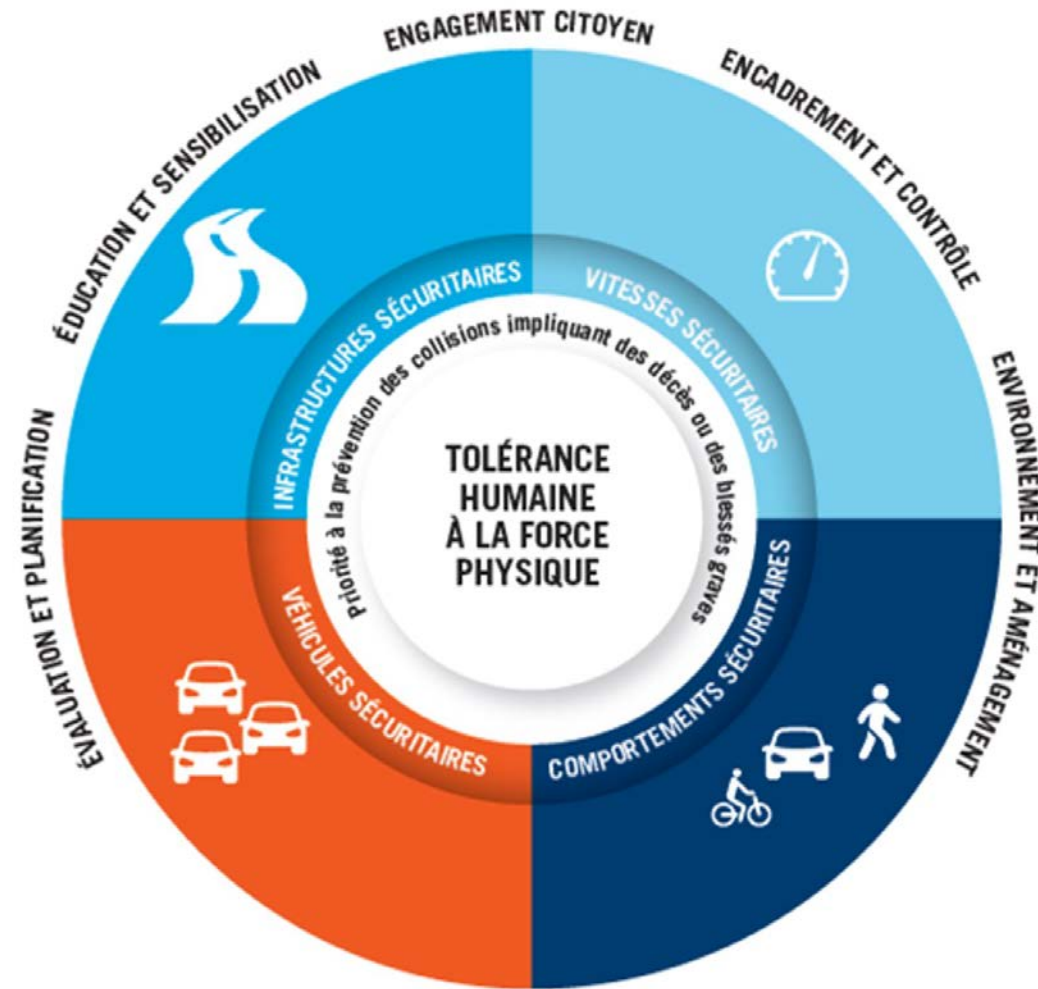 ÉVALUATION ET PLANIFICATION
ÉDUCATION ET SENSIBILISATION
ENGAGEMENT CITOYEN
ENCADREMENT ET CONTRÔLE
ENVIRONNEMENT ET AMÉNAGEMENT
INFRASTRUCTURES SÉCURITAIRES
VITESSES SÉCURITAIRES
Priorité à la prévention des collisions impliquant des décès ou des blessés graves
TOLÉRANCE
HUMAINE
À LA FORCE
PHYSIQUE
VÉHICULES SÉCURITAIRES
COMPORTEMENTS SÉCURITAIRES